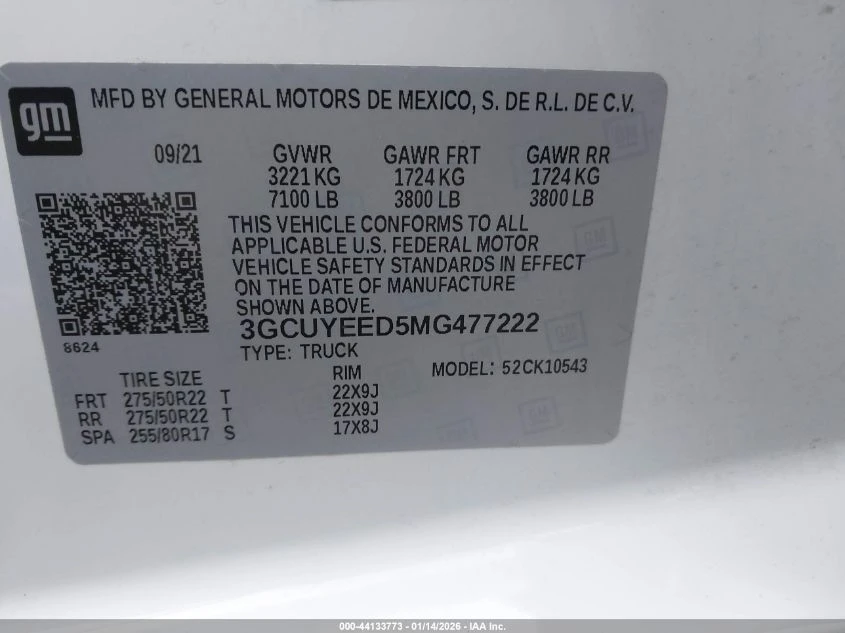 gm
MFD BY GENERAL MOTORS DE MEXICO, S. DE R.L. DE C.V.
09/21 GVWR GAWR FRT GAWR RR
3221 KG 1724 KG 1724 KG
7100 LB 3800 LB 3800 LB
THIS VEHICLE CONFORMS TO ALL
APPLICABLE U.S. FEDERAL MOTOR
VEHICLE SAFETY STANDARDS IN EFFECT
ON THE DATE OF MANUFACTURE
SHOWN ABOVE.
3GCUYEED5MG477222
8624
TYPE: TRUCK
MODEL: 52CK10543
TIRE SIZE RIM
FRT 275/50R22 T 22X9J
RR 275/50R22 T 22X9J
SPA 255/80R17 S 17X8J
000-44133773 - 01/14/2026 - IAA Inc.